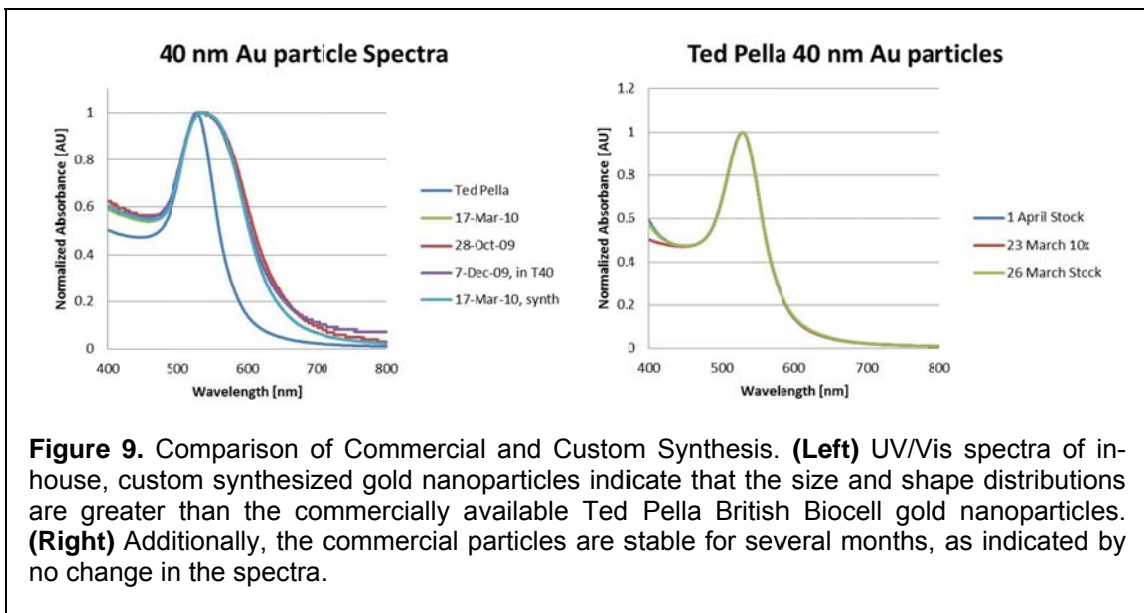 40 nm Au particle Spectra
Normalized Absorbance [AU]
1
0.8
0.6
0.4
0.2
0
400 500 600 700 800
Wavelength [nm]
Ted Pella
17-Mar-10
28-Oct-09
7-Dec-09, in T40
17-Mar-10, synth
Ted Pella 40 nm Au particles
Normalized Absorbance [AU]
1.2
1
0.8
0.5
0.4
0.2
0
400 500 600 700 800
Wavelength [nm]
1 April Stock
23 March 10x
26 March Stock
Figure 9. Comparison of Commercial and Custom Synthesis. (Left) UV/Vis spectra of in-
house, custom synthesized gold nanoparticles indicate that the size and shape distributions
are greater than the commercially available Ted Pella British Biocell gold nanoparticles.
(Right) Additionally, the commercial particles are stable for several months, as indicated by
no change in the spectra.